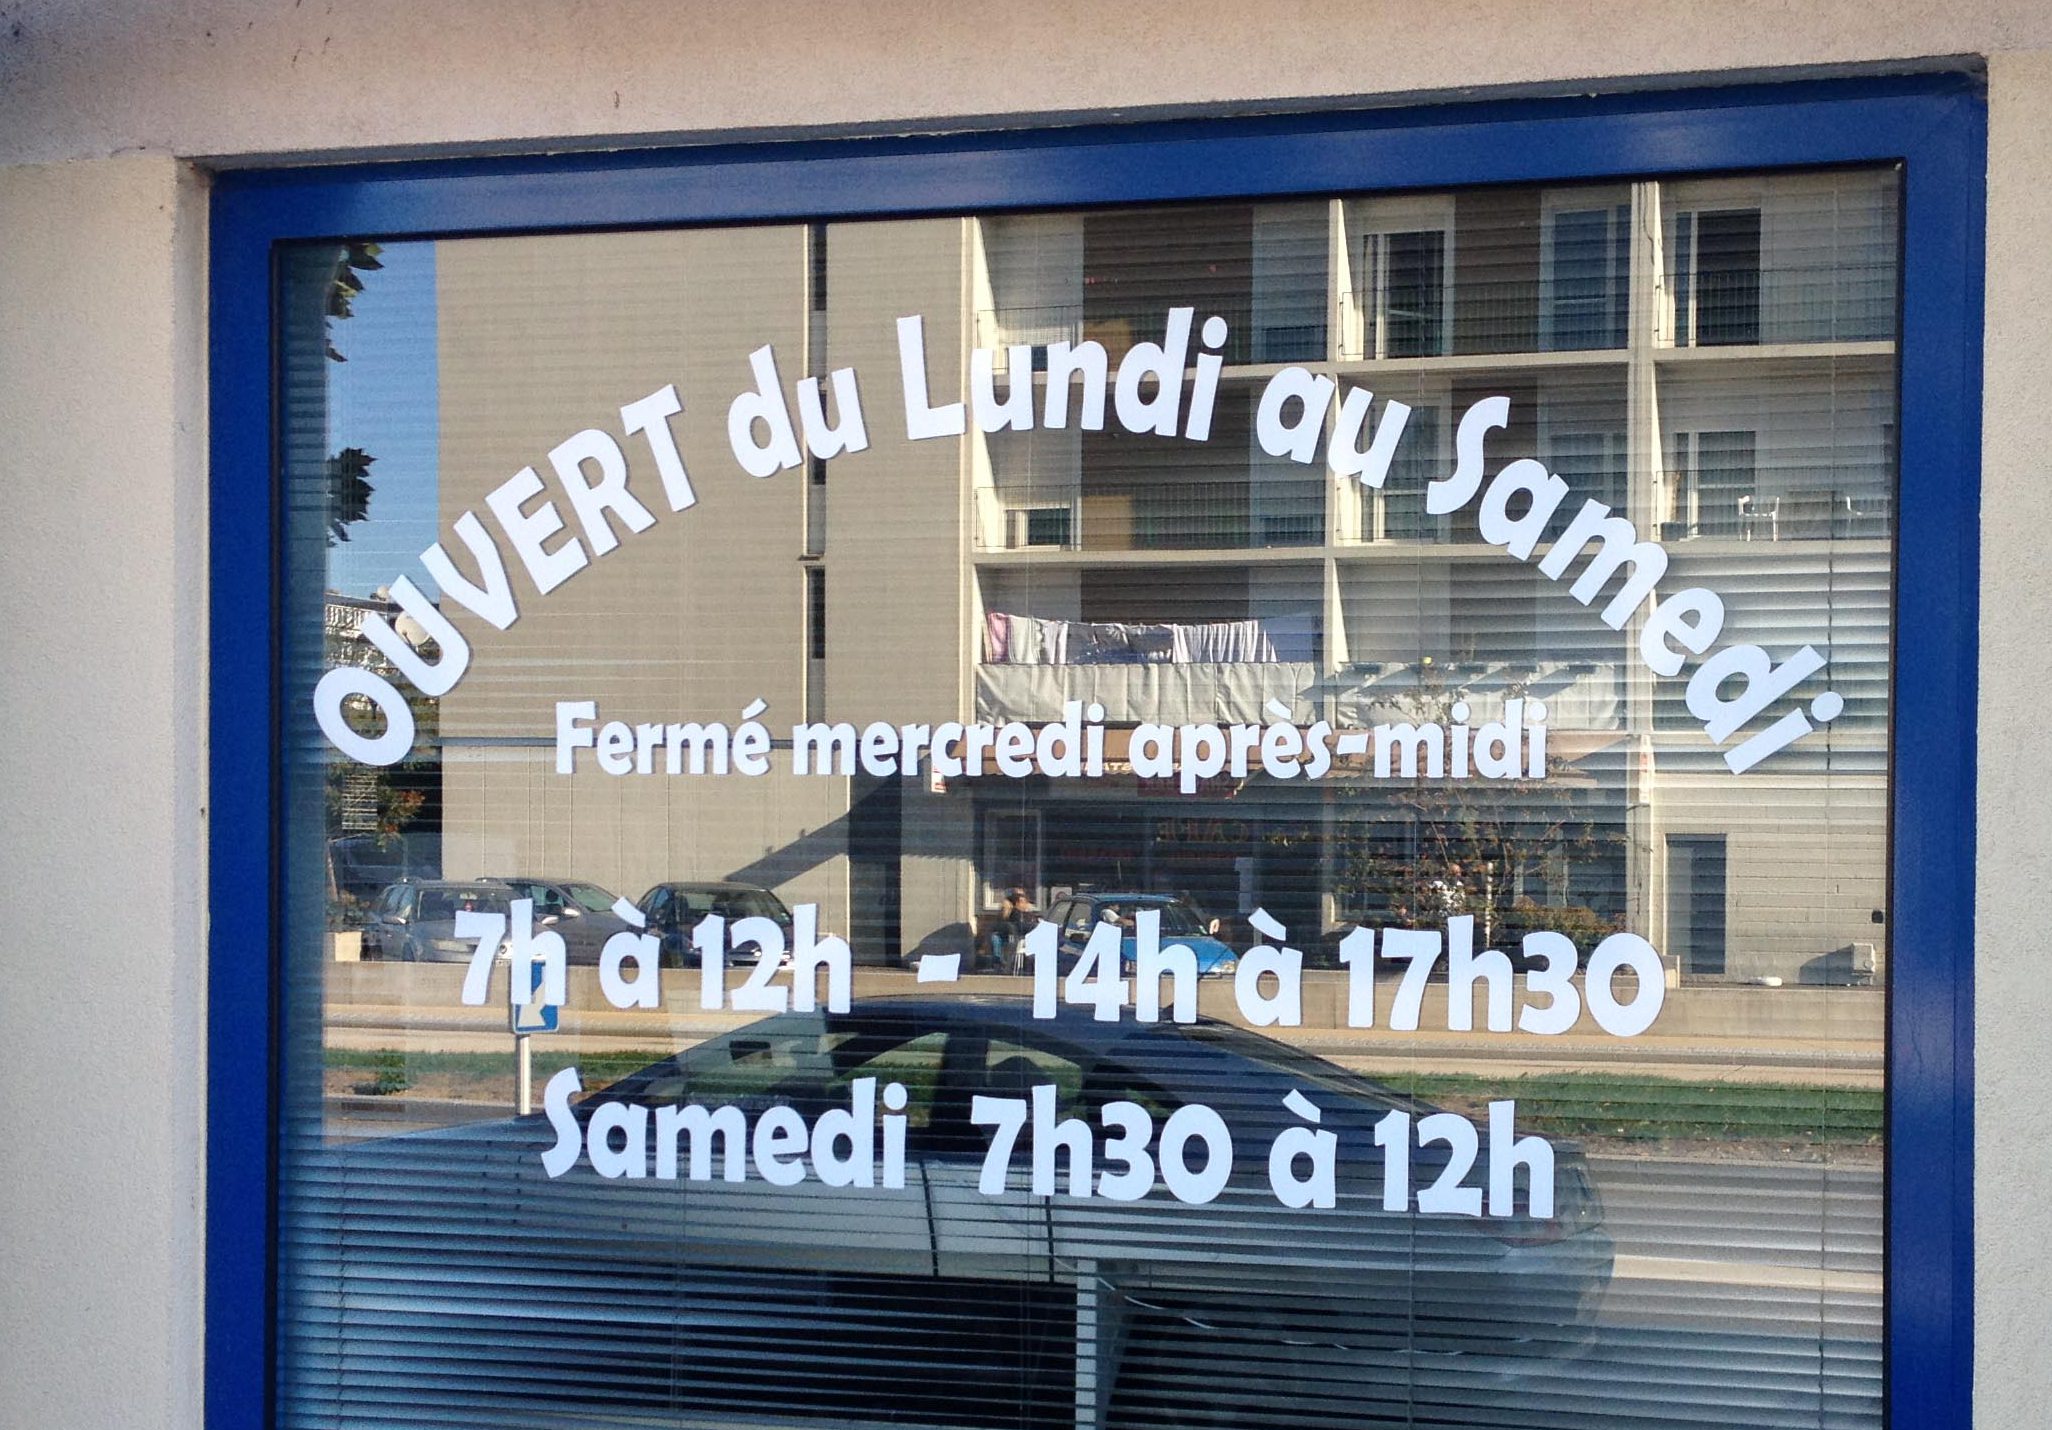 OUVERT du Lundi au Samedi
Fermé mercredi après-midi
7h à 12h - 14h à 17h30
Samedi 7h30 à 12h